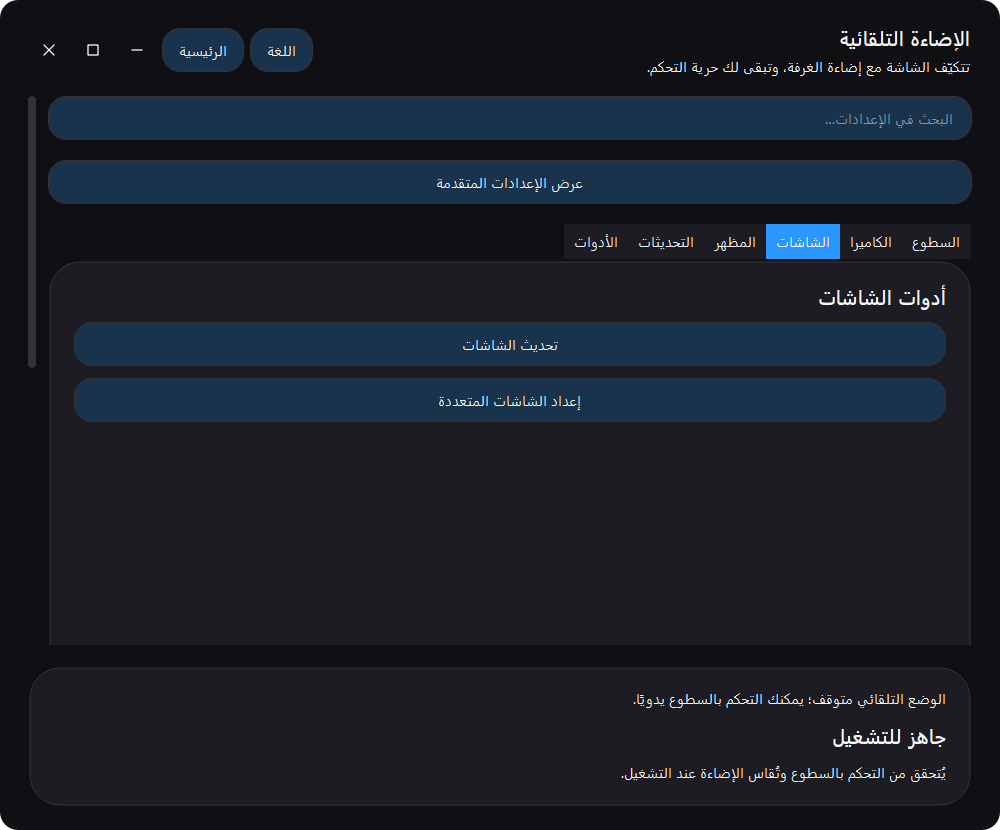 الإضاءة التلقائية
تتكيّف الشاشة مع إضاءة الغرفة، وتبقى لك حرية التحكم.
اللغة
الرئيسية
البحث في الإعدادات...
عرض الإعدادات المتقدمة
السطوع
الكاميرا
الشاشات
المظهر
التحديثات
الأدوات
أدوات الشاشات
تحديث الشاشات
إعداد الشاشات المتعددة
الوضع التلقائي متوقف؛ يمكنك التحكم بالسطوع يدويًا.
جاهز للتشغيل
يُتحقق من التحكم بالسطوع وتُقاس الإضاءة عند التشغيل.